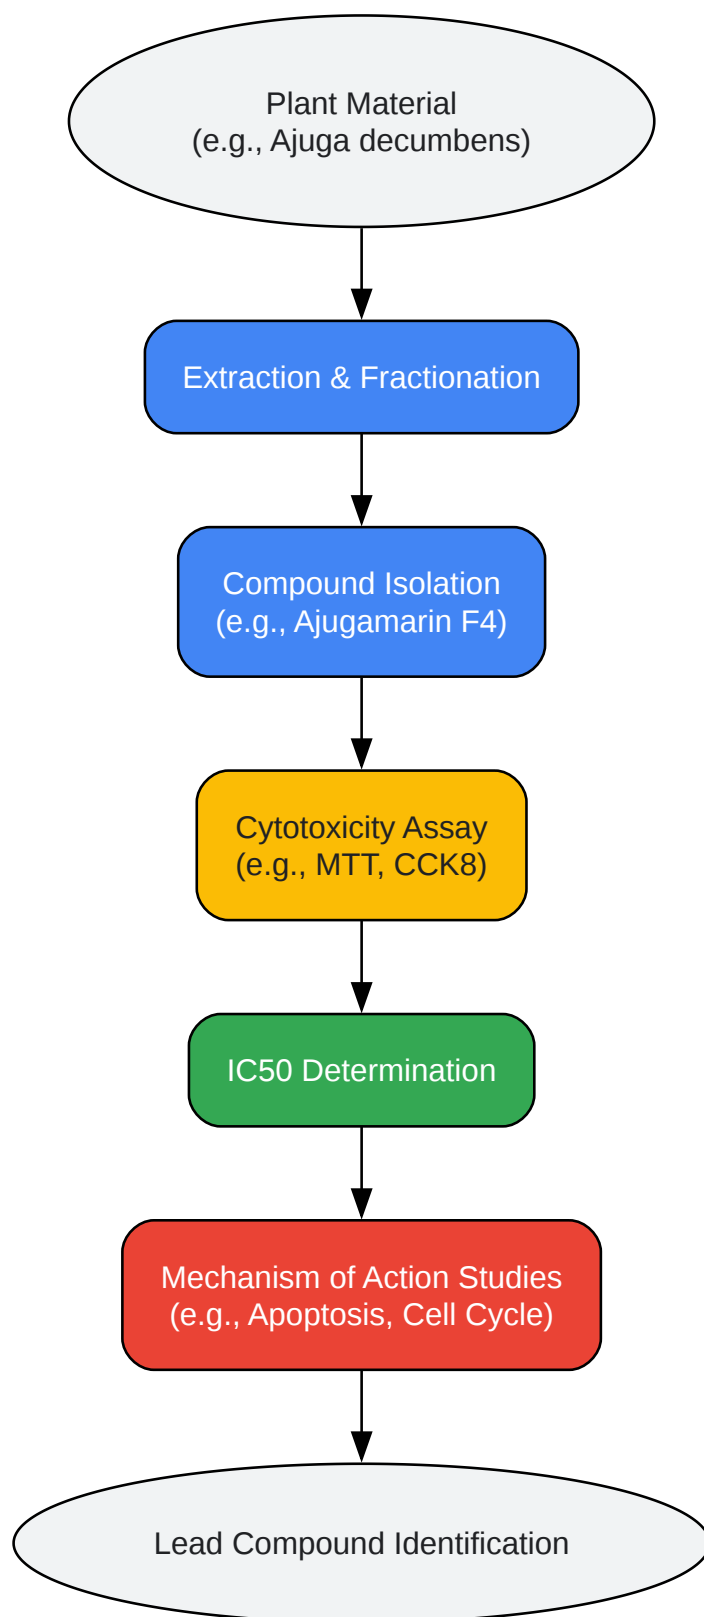 Plant Material
(e.g., Ajuga decumbens)
Extraction & Fractionation
Compound Isolation
(e.g., Ajugamarin F4)
Cytotoxicity Assay
(e.g., MTT, CCK8)
IC50 Determination
Mechanism of Action Studies
(e.g., Apoptosis, Cell Cycle)
Lead Compound Identification